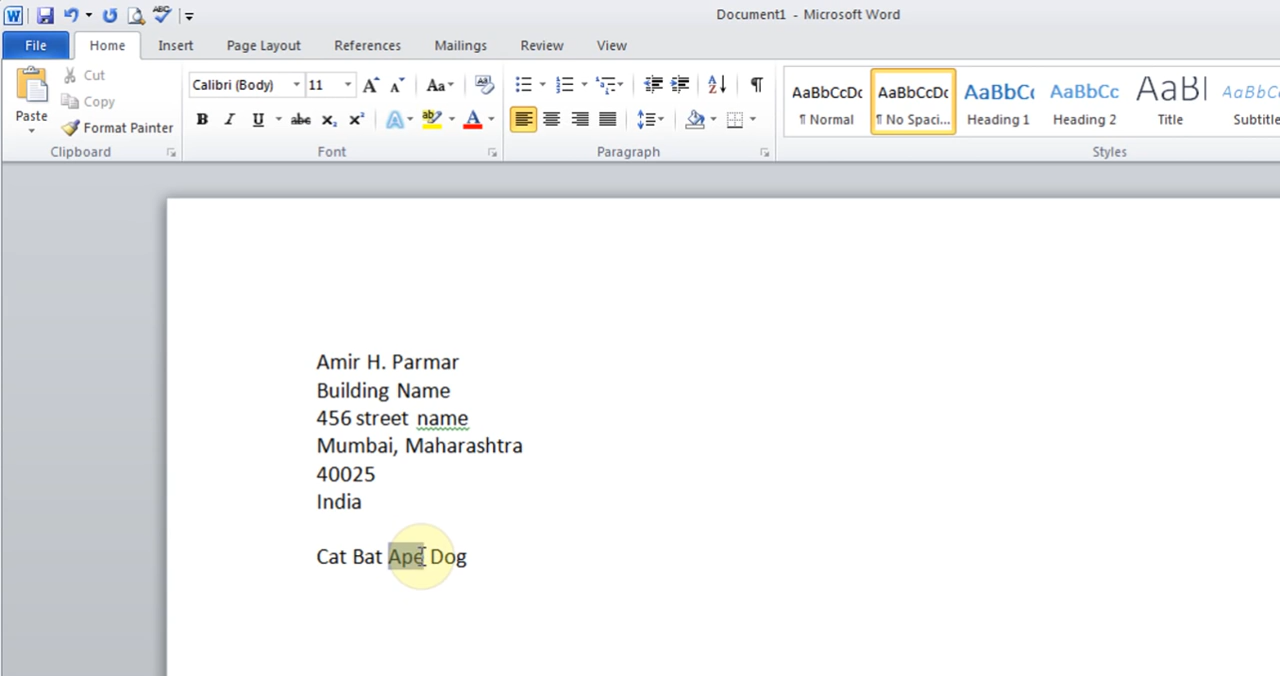 Document1 - Microsoft Word
File Home Insert Page Layout References Mailings Review View
Paste
Cut
Copy
Format Painter
Clipboard
Calibri (Body) 11
Font
Paragraph
AaBbCcDc AaBbCcDc AaBbC AaBbCc AaB AaBbC
¶ Normal ¶ No Spaci... Heading 1 Heading 2 Title Subtitle
Styles
Amir H. Parmar
Building Name
456 street name
Mumbai, Maharashtra
40025
India
Cat Bat Ape Dog